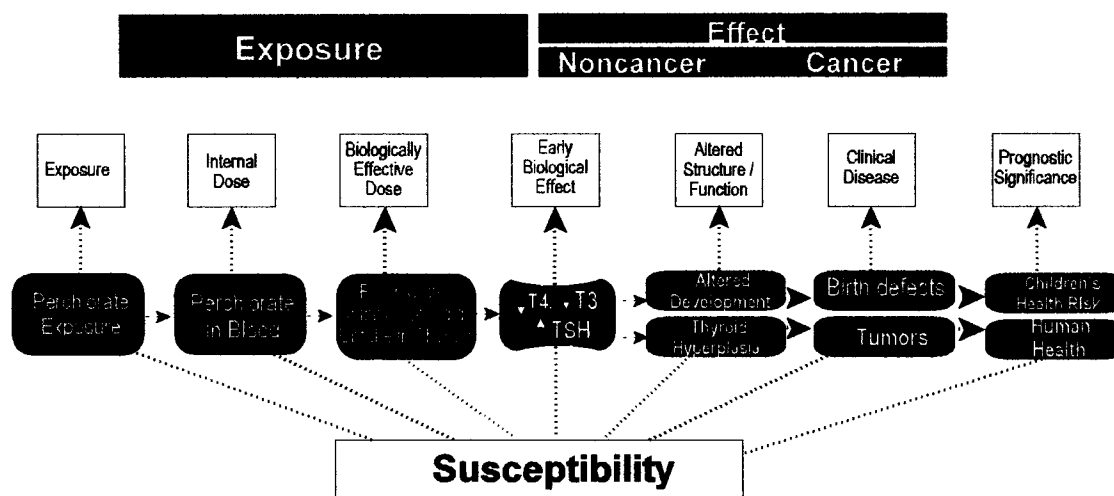 Exposure
Effect
Noncancer Cancer
Exposure
Internal
Dose
Biologically
Effective
Dose
Early
Biological
Effect
Altered
Structure /
Function
Clinical
Disease
Prognostic
Significance
Perchlorate
Exposure
Perchlorate
in Blood
▼T4 ▼T3
▲TSH
Altered
Development
Thyroid
Hyperplasia
Birth defects
Tumors
Children's
Health Risk
Human
Health
Susceptibility